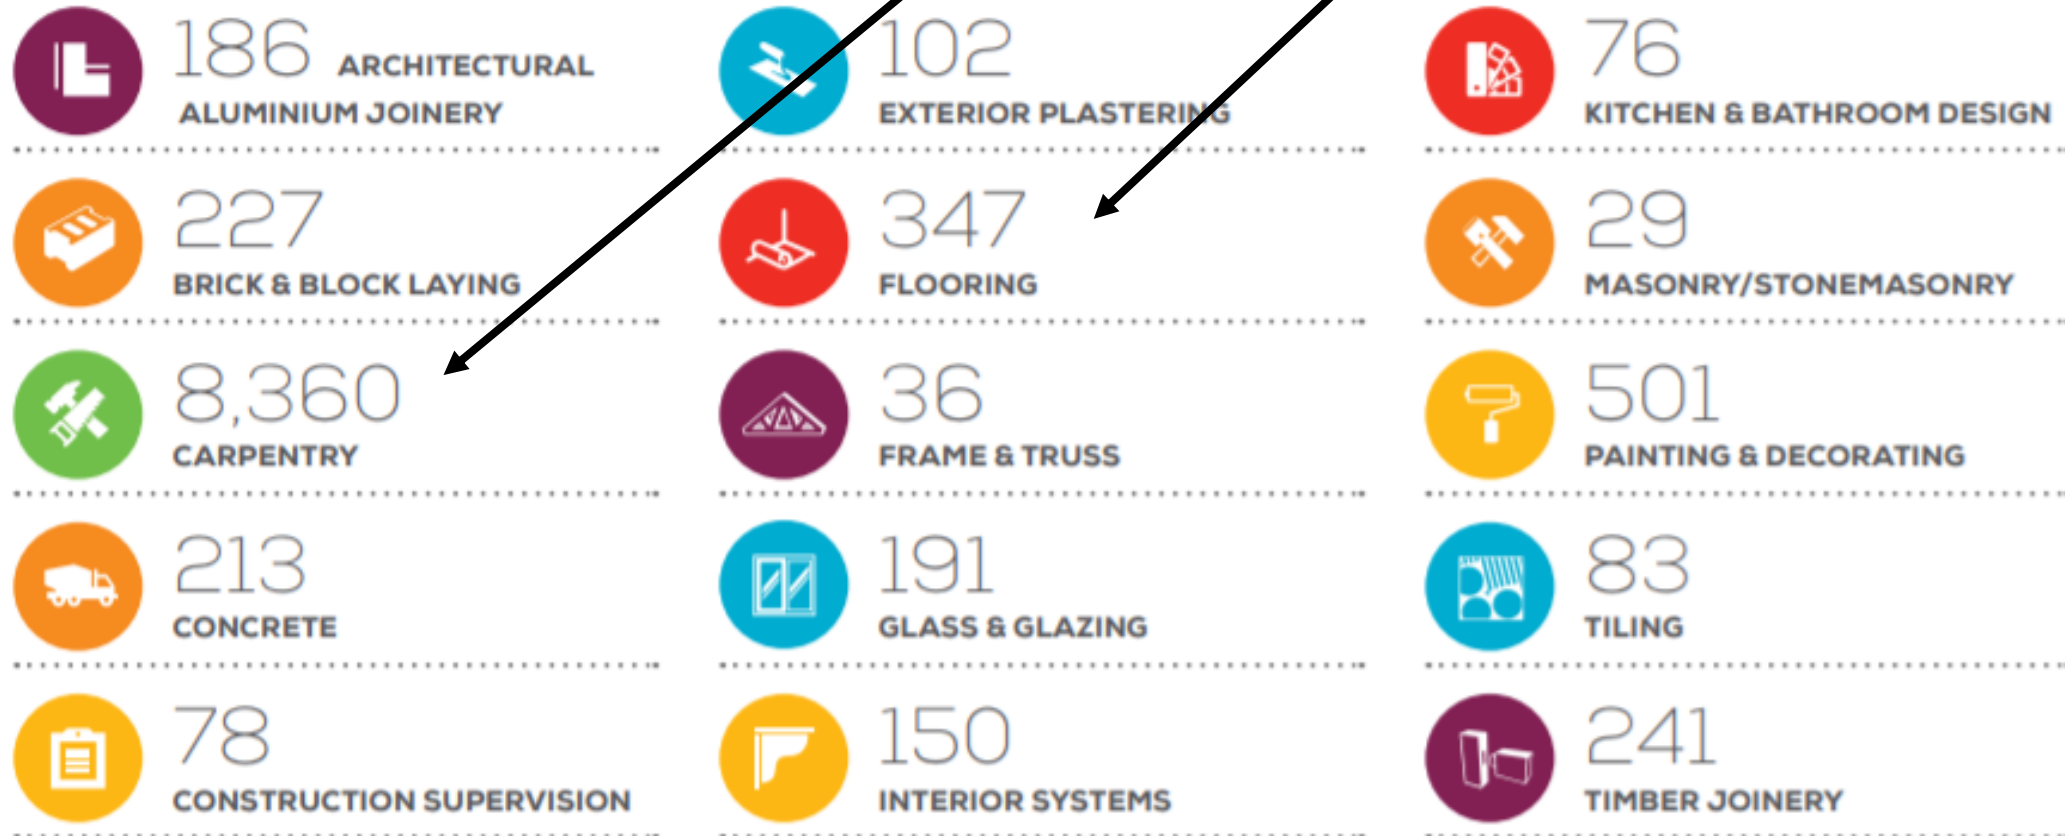 186 ARCHITECTURAL
ALUMINIUM JOINERY
227
BRICK & BLOCK LAYING
8,360
CARPENTRY
213
CONCRETE
78
CONSTRUCTION SUPERVISION
102
EXTERIOR PLASTERING
347
FLOORING
36
FRAME & TRUSS
191
GLASS & GLAZING
150
INTERIOR SYSTEMS
76
KITCHEN & BATHROOM DESIGN
29
MASONRY/STONEMASONRY
501
PAINTING & DECORATING
83
TILING
241
TIMBER JOINERY